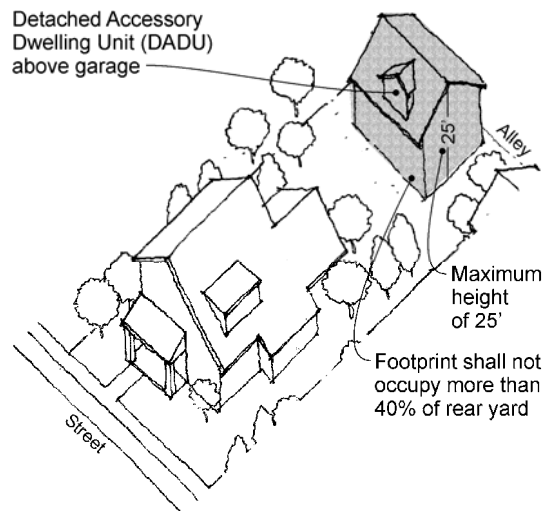 Detached Accessory
Dwelling Unit (DADU)
above garage
25'
Alley
Maximum
height
of 25'
Footprint shall not
occupy more than
40% of rear yard
Street